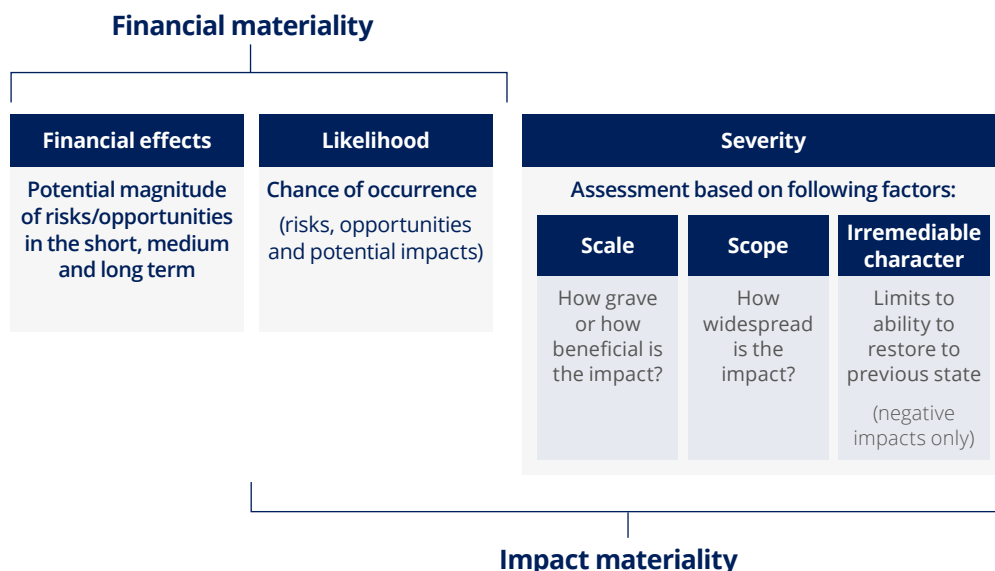 Financial materiality
Financial effects
Potential magnitude
of risks/opportunities
in the short, medium
and long term
Likelihood
Chance of occurrence
(risks, opportunities
and potential impacts)
Severity
Assessment based on following factors:
Scale
How grave
or how
beneficial is
the impact?
Scope
How
widespread
is the
impact?
Irremediable
character
Limits to
ability to
restore to
previous state
(negative
impacts only)
Impact materiality